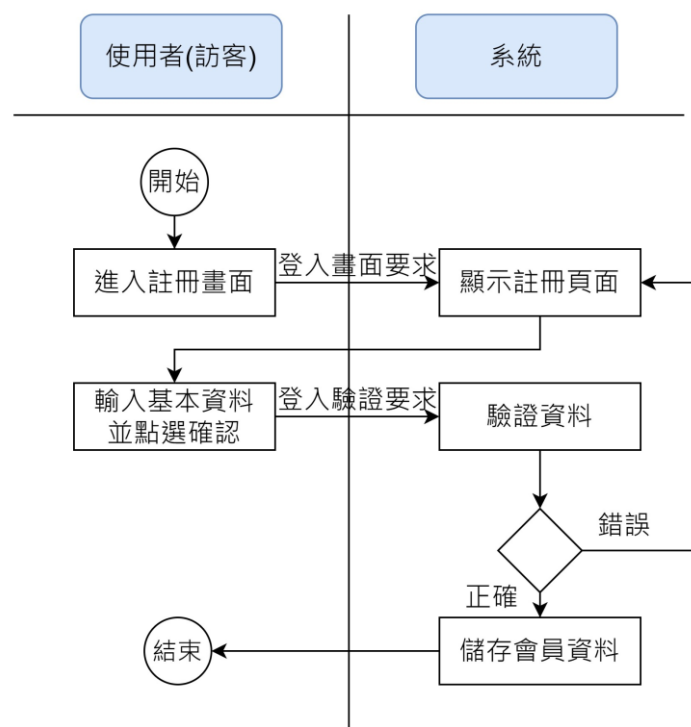 使用者(訪客)
系統
開始
進入註冊畫面
登入畫面要求
顯示註冊頁面
輸入基本資料
並點選確認
登入驗證要求
驗證資料
錯誤
正確
結束
儲存會員資料